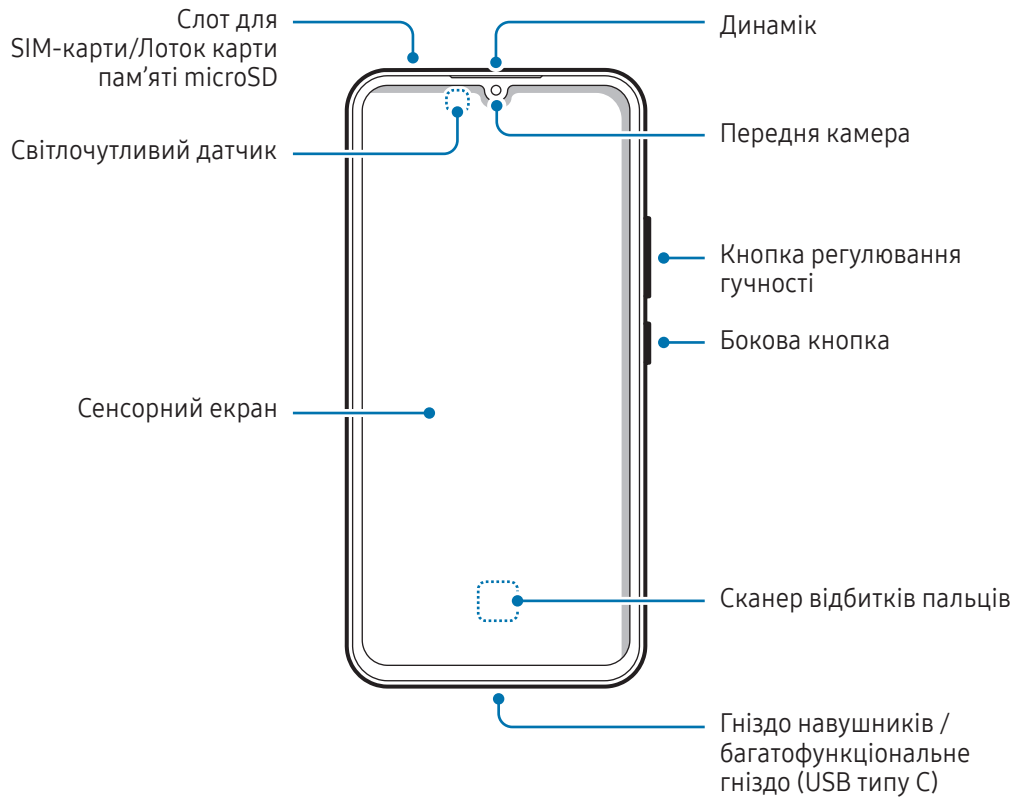 Слот для
SIM-карти/Лоток карти
пам’яті microSD
Світлочутливий датчик
Сенсорний екран
Динамік
Передня камера
Кнопка регулювання
гучності
Бокова кнопка
Сканер відбитків пальців
Гніздо навушників /
багатофункціональне
гніздо (USB типу C)